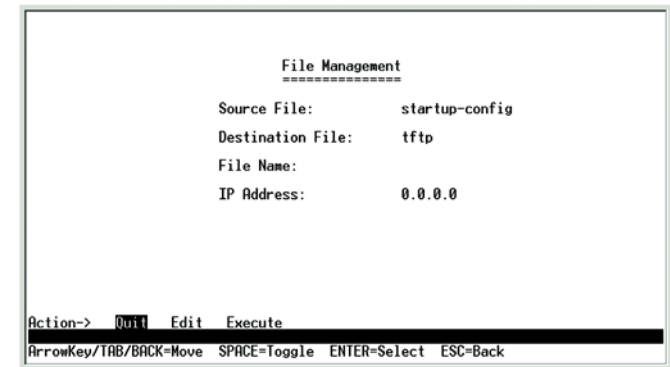 File Management
===============
Source File: startup-config
Destination File: tftp
File Name:
IP Address: 0.0.0.0
Action-> Quit Edit Execute
ArrowKey/TAB/BACK=Move SPACE=Toggle ENTER=Select ESC=Back